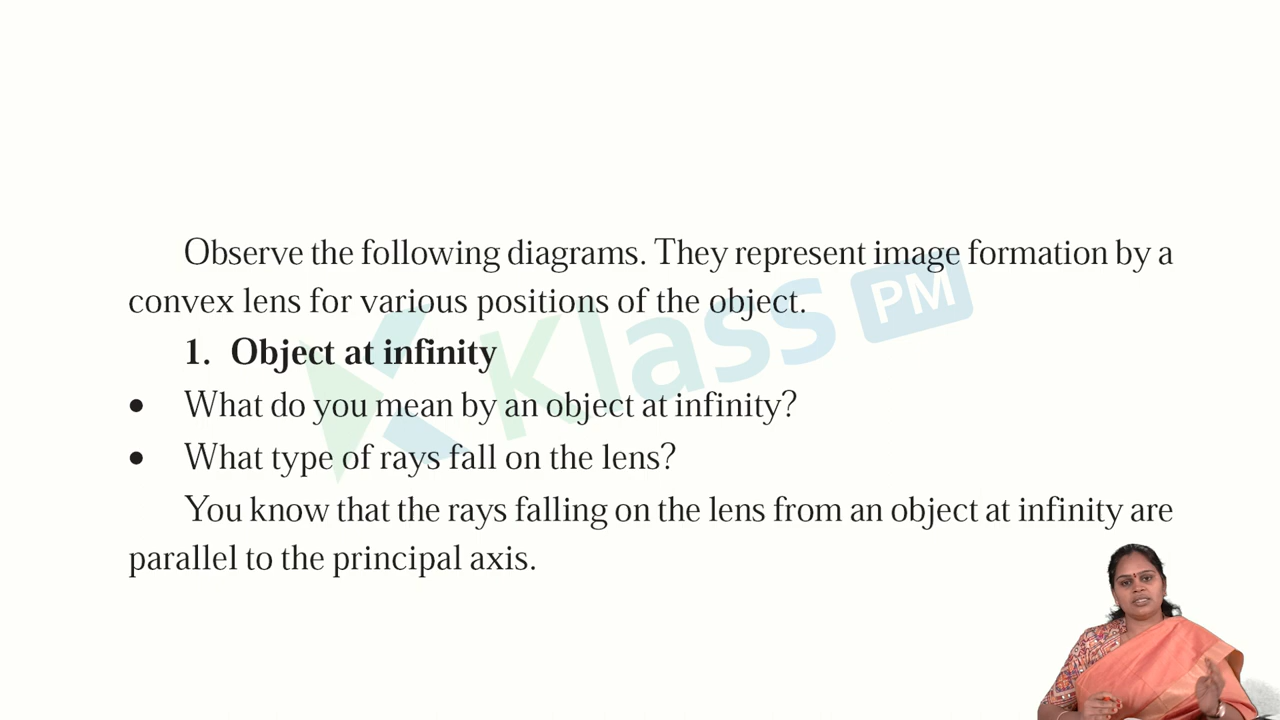 Observe the following diagrams. They represent image formation by a
convex lens for various positions of the object.
1. Object at infinity
• What do you mean by an object at infinity?
• What type of rays fall on the lens?
You know that the rays falling on the lens from an object at infinity are
parallel to the principal axis.
Klass PM